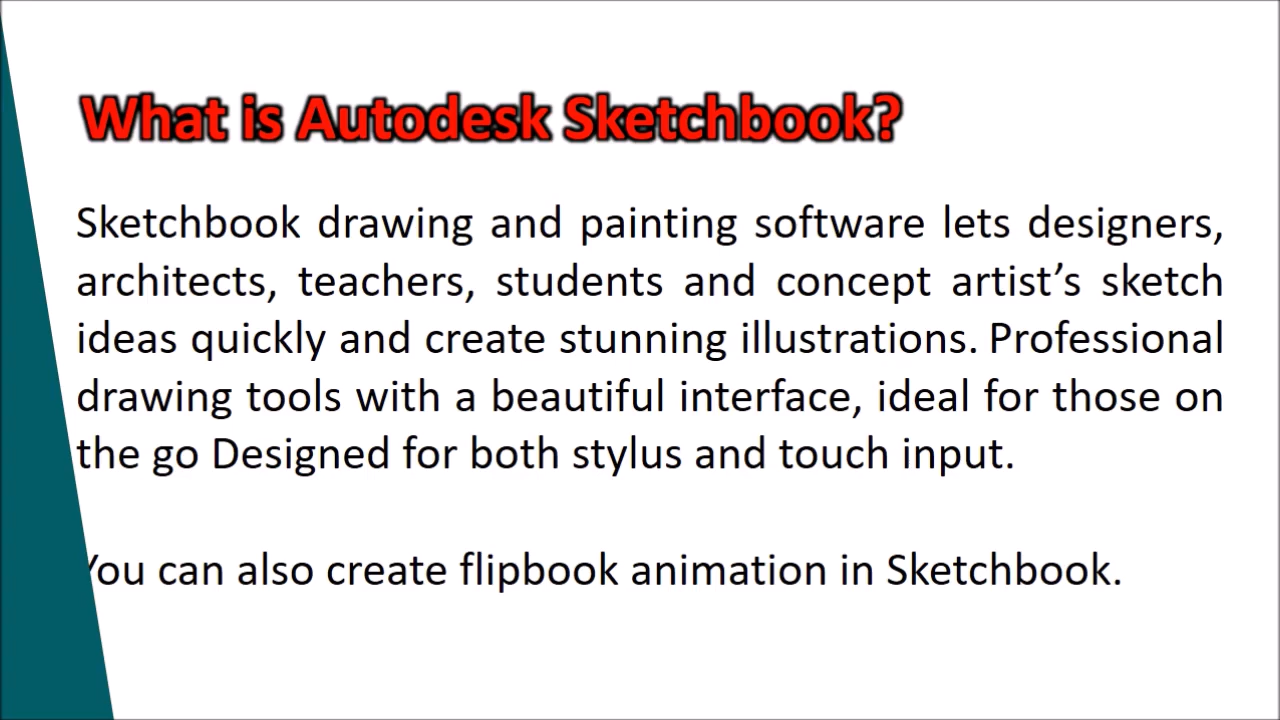 What is Autodesk Sketchbook?
Sketchbook drawing and painting software lets designers,
architects, teachers, students and concept artist’s sketch
ideas quickly and create stunning illustrations. Professional
drawing tools with a beautiful interface, ideal for those on
the go Designed for both stylus and touch input.
You can also create flipbook animation in Sketchbook.